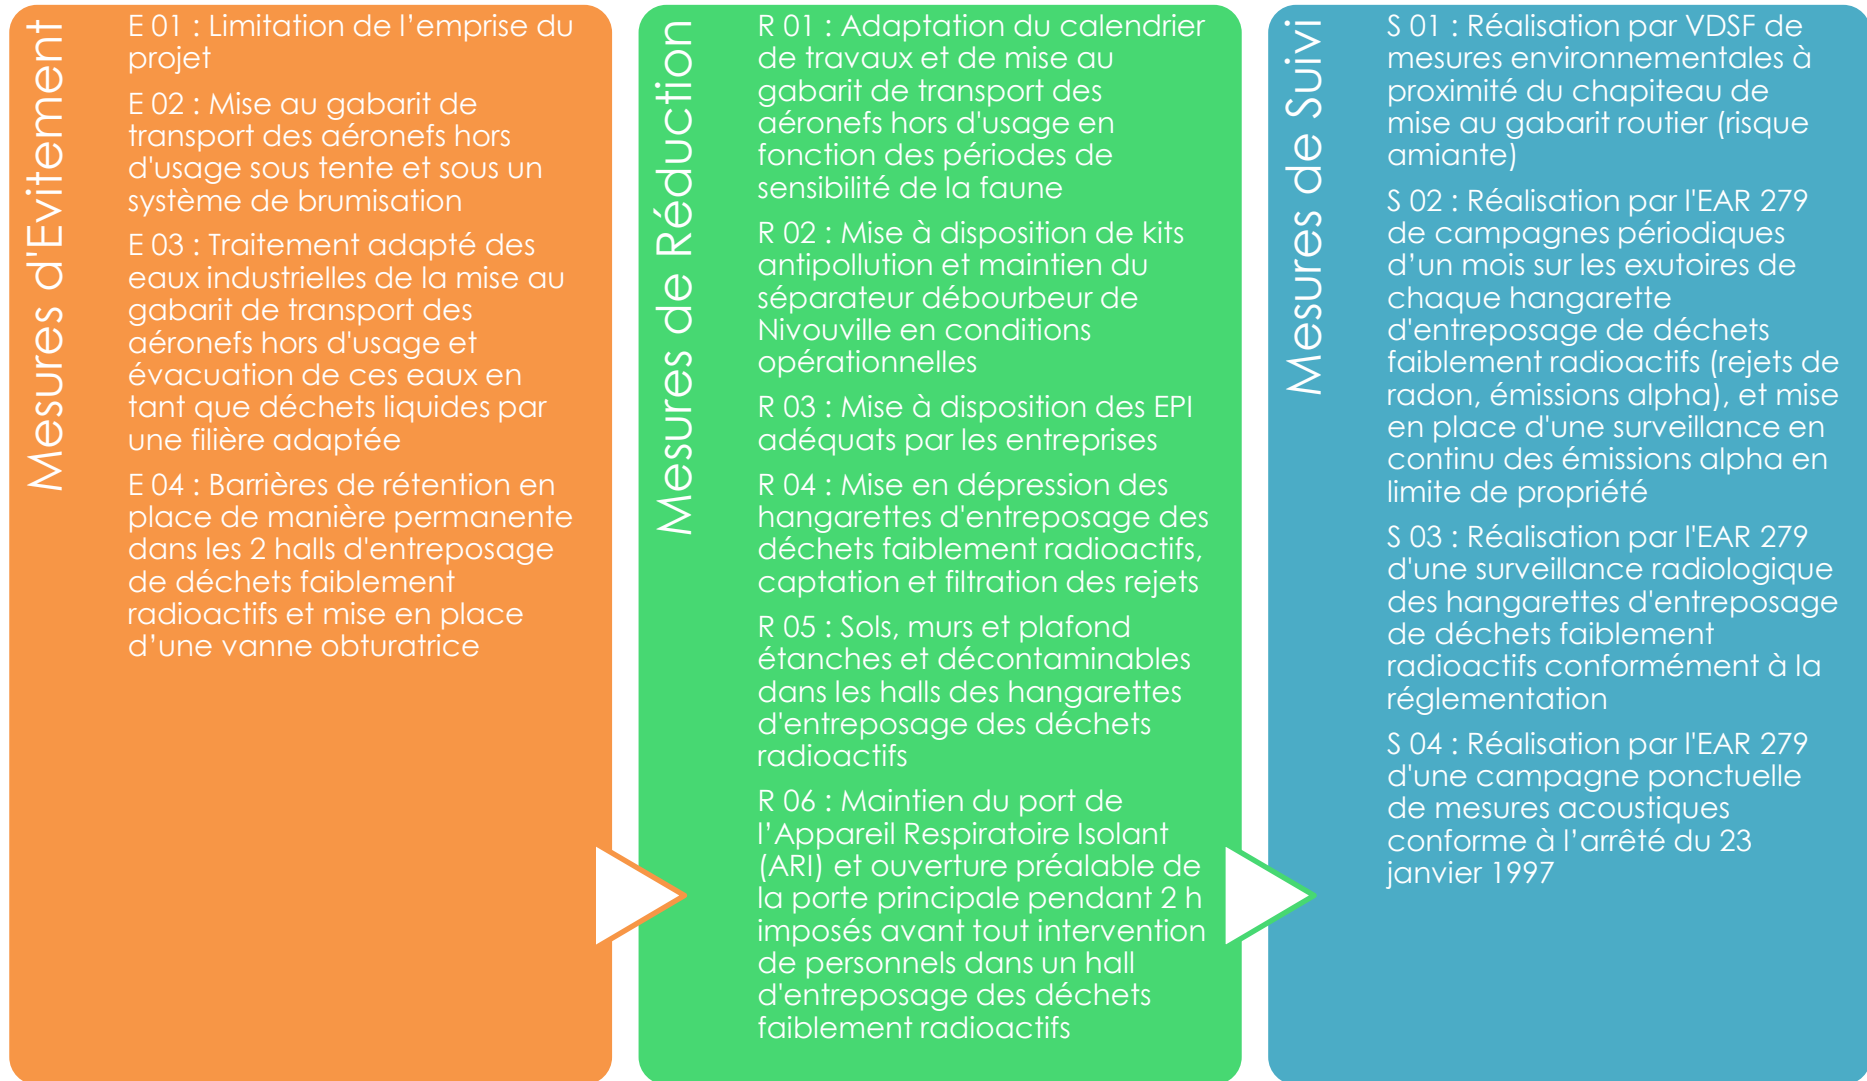 Mesures d'Evitement
E 01 : Limitation de l’emprise du
projet
E 02 : Mise au gabarit de
transport des aéronefs hors
d'usage sous tente et sous un
système de brumisation
E 03 : Traitement adapté des
eaux industrielles de la mise au
gabarit de transport des
aéronefs hors d'usage et
évacuation de ces eaux en
tant que déchets liquides par
une filière adaptée
E 04 : Barrières de rétention en
place de manière permanente
dans les 2 halls d'entreposage
de déchets faiblement
radioactifs et mise en place
d’une vanne obturatrice
Mesures de Réduction
R 01 : Adaptation du calendrier
de travaux et de mise au
gabarit de transport des
aéronefs hors d'usage en
fonction des périodes de
sensibilité de la faune
R 02 : Mise à disposition de kits
antipollution et maintien du
séparateur débourbeur de
Nivouville en conditions
opérationnelles
R 03 : Mise à disposition des EPI
adéquats par les entreprises
R 04 : Mise en dépression des
hangarettes d'entreposage des
déchets faiblement radioactifs,
captation et filtration des rejets
R 05 : Sols, murs et plafond
étanches et décontaminables
dans les halls des hangarettes
d'entreposage des déchets
radioactifs
R 06 : Maintien du port de
l’Appareil Respiratoire Isolant
(ARI) et ouverture préalable de
la porte principale pendant 2 h
imposés avant tout intervention
de personnels dans un hall
d'entreposage des déchets
faiblement radioactifs
Mesures de Suivi
S 01 : Réalisation par VDSF de
mesures environnementales à
proximité du chapiteau de
mise au gabarit routier (risque
amiante)
S 02 : Réalisation par l'EAR 279
de campagnes périodiques
d’un mois sur les exutoires de
chaque hangarette
d'entreposage de déchets
faiblement radioactifs (rejets de
radon, émissions alpha), et mise
en place d'une surveillance en
continu des émissions alpha en
limite de propriété
S 03 : Réalisation par l'EAR 279
d'une surveillance radiologique
des hangarettes d'entreposage
de déchets faiblement
radioactifs conformément à la
réglementation
S 04 : Réalisation par l'EAR 279
d'une campagne ponctuelle
de mesures acoustiques
conforme à l’arrêté du 23
janvier 1997